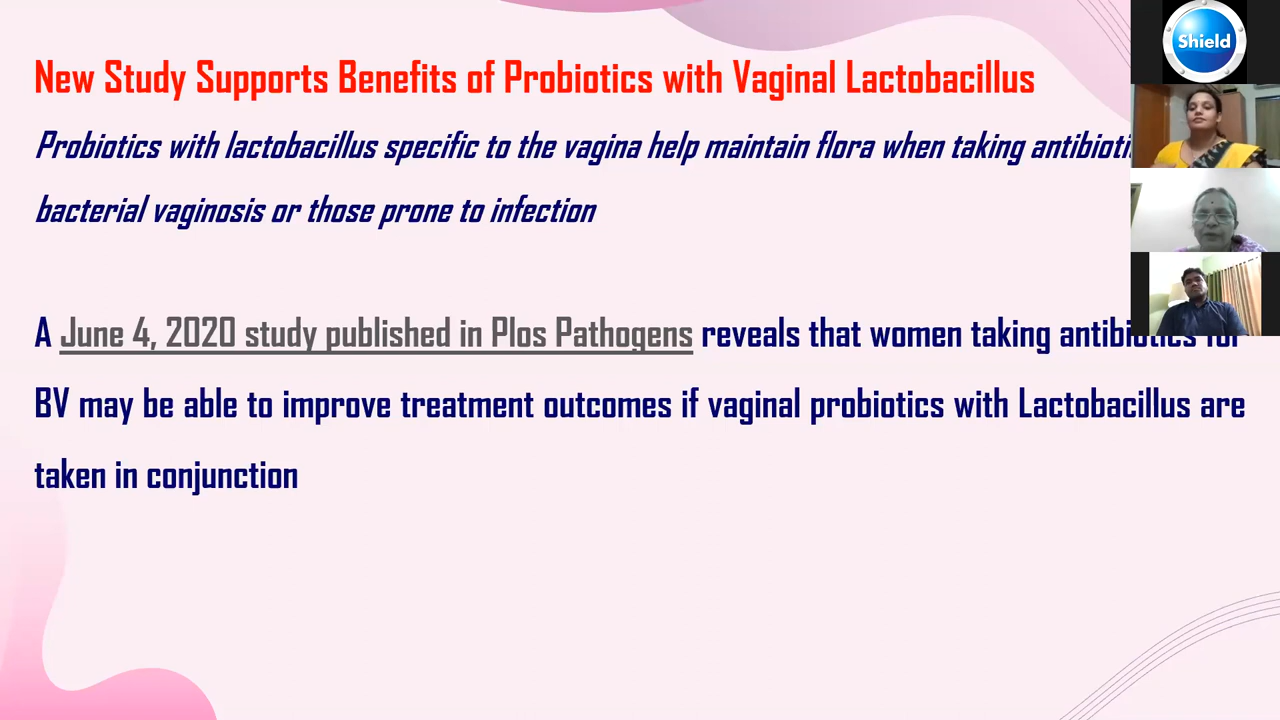 New Study Supports Benefits of Probiotics with Vaginal Lactobacillus
Probiotics with lactobacillus specific to the vagina help maintain flora when taking
bacterial vaginosis or those prone to infection
A June 4, 2020 study published in Plos Pathogens reveals that women taking antibiotics for
BV may be able to improve treatment outcomes if vaginal probiotics with Lactobacillus are
taken in conjunction
Shield